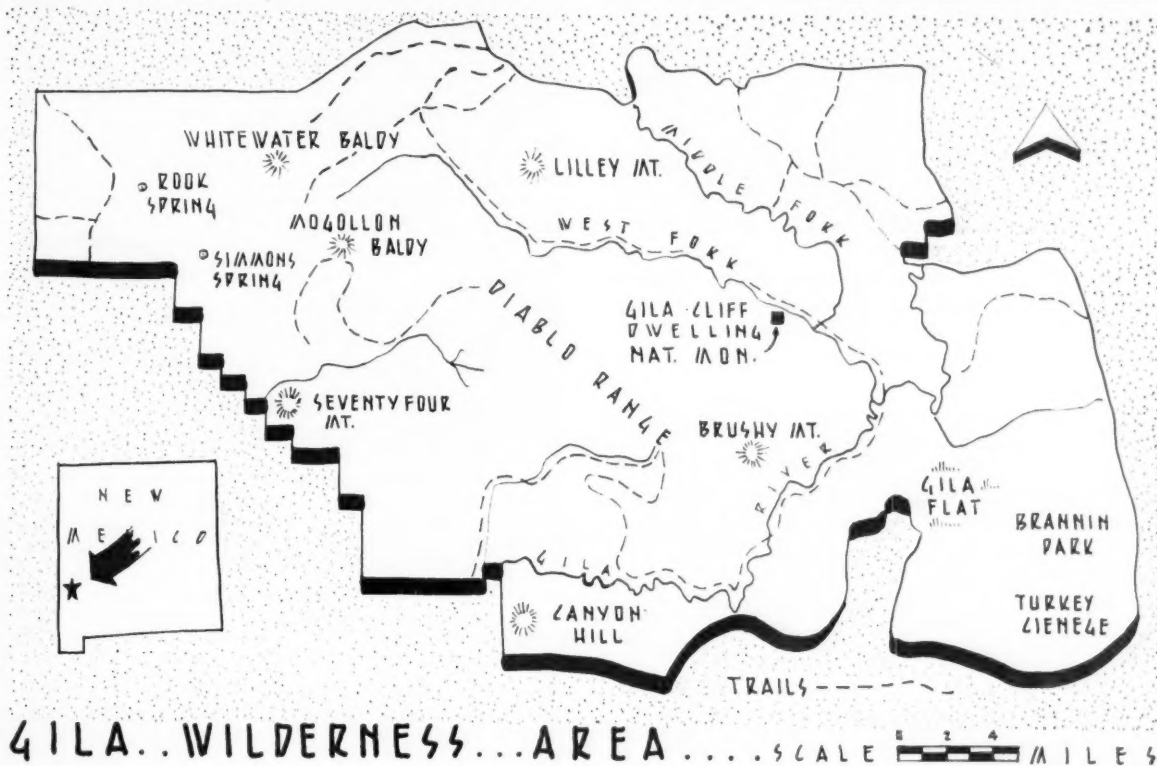 WHITEWATER BALDY
ROOK
SPRING
LILLEY MT.
MIDDLE FORK
WEST FORK
MOGOLLON
BALDY
SIMMONS
SPRING
DIABLO RANGE
GILA CLIFF
DWELLING
NAT. MON.
SEVENTYFOUR
MT.
BRUSHY MT.
GILA RIVER
GILA
FLAT
BRANNIN
PARK
TURKEY
CIENEGE
CANYON
HILL
NEW
MEXICO
TRAILS
GILA..WILDERNESS...AREA....SCALE 0 2 4 MILES